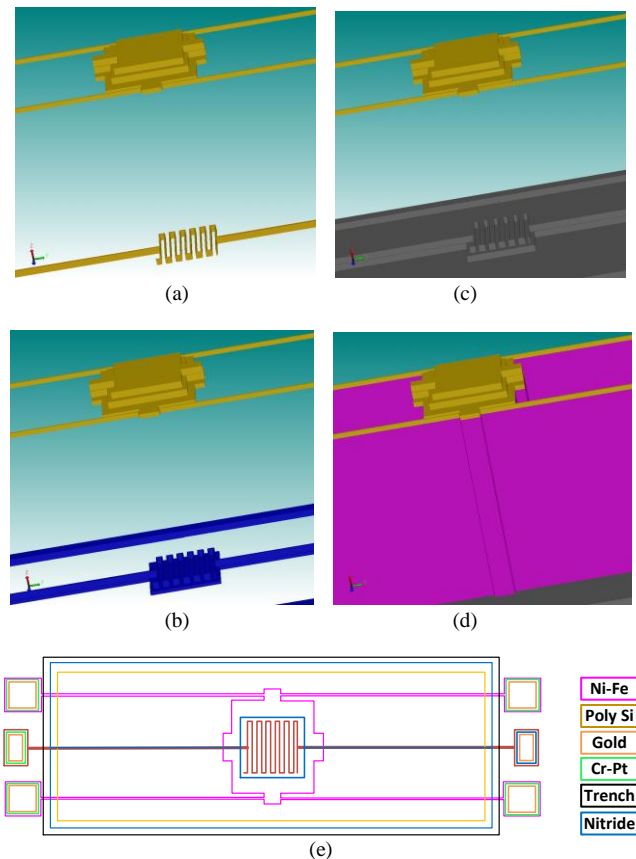 (a)
(c)
(b)
(d)
Ni-Fe
Poly Si
Gold
Cr-Pt
Trench
Nitride
(e)